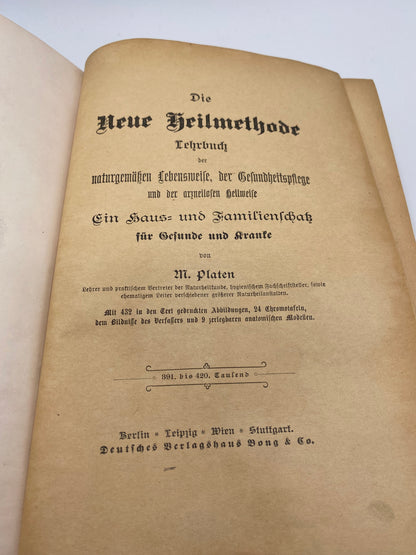 Die
Neue Heilmethode
Lehrbuch
der
naturgemäßen Lebensweise, der Gesundheitspflege
und der arzneilosen Heilweise
Ein Haus- und Familienschatz
für Gesunde und Kranke
von
M. Platen
Lehrer und praktischem Vertreter der Naturheilkunde, hygienischem Fachschriftsteller, sowie
ehemaligem Leiter verschiedener größerer Naturheilanstalten.
Mit 432 in den Text gedruckten Abbildungen, 24 Chromotafeln,
dem Bildnisse des Verfassers und 9 zerlegbaren anatomischen Modellen.
391. bis 420. Tausend
Berlin * Leipzig * Wien * Stuttgart.
Deutsches Verlagshaus Bong & Co.